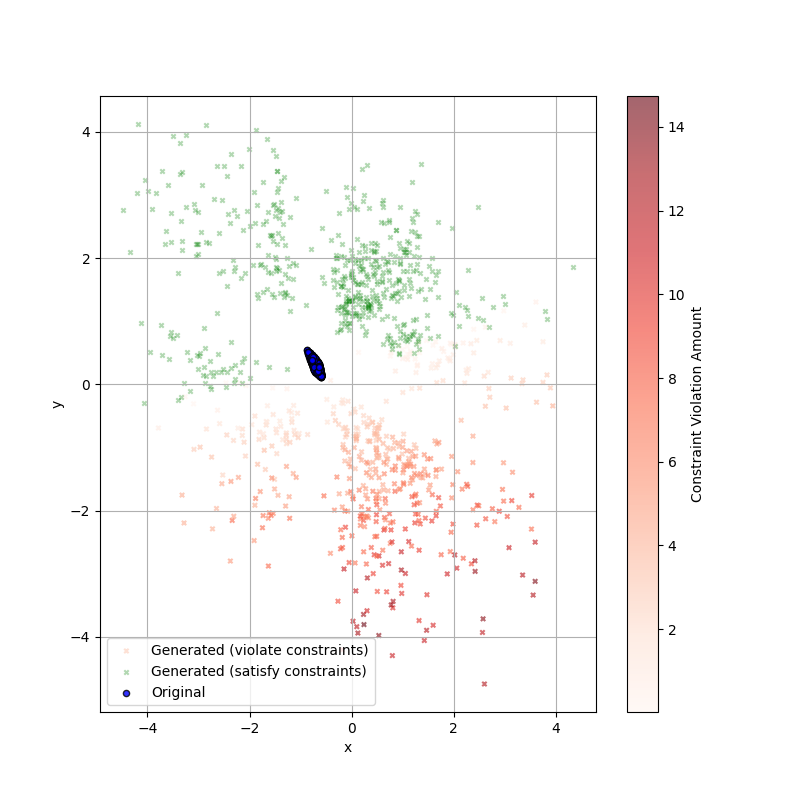 4
2
0
−2
−4
y
−4
−2
0
2
4
x
Generated (violate constraints)
Generated (satisfy constraints)
Original
14
12
10
8
6
4
2
Constraint Violation Amount